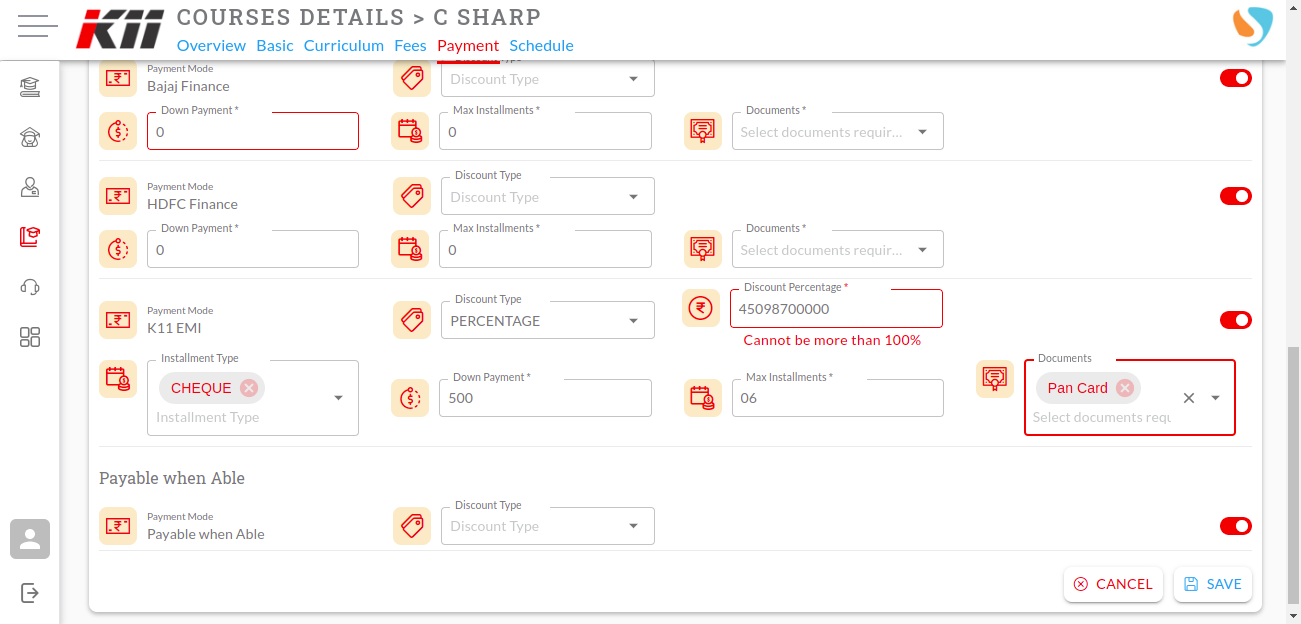 K11
COURSES DETAILS > C SHARP
Overview Basic Curriculum Fees Payment Schedule
Payment Mode
Bajaj Finance
Discount Type
Down Payment *
0
Max Installments *
0
Documents *
Select documents requir...
Payment Mode
HDFC Finance
Discount Type
Discount Type
Down Payment *
0
Max Installments *
0
Documents *
Select documents requir...
Payment Mode
K11 EMI
Discount Type
PERCENTAGE
Discount Percentage *
45098700000
Cannot be more than 100%
Installment Type
CHEQUE
Installment Type
Down Payment *
500
Max Installments *
06
Documents
Pan Card
Select documents requ
Payable when Able
Payment Mode
Payable when Able
Discount Type
Discount Type
CANCEL
SAVE